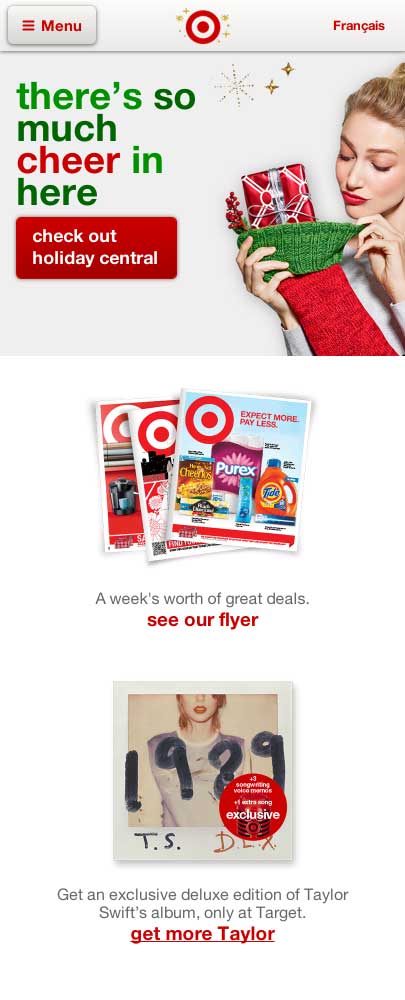 Menu
Français
there's so
much
cheer in
here
check out
holiday central
EXPECT MORE.
PAY LESS.
Cheerios
Purex
Tide
A week's worth of great deals.
see our flyer
1989
+3
songwriting
voice memos
+1 extra song
exclusive
T.S. D.L.X.
Get an exclusive deluxe edition of Taylor
Swift's album, only at Target.
get more Taylor